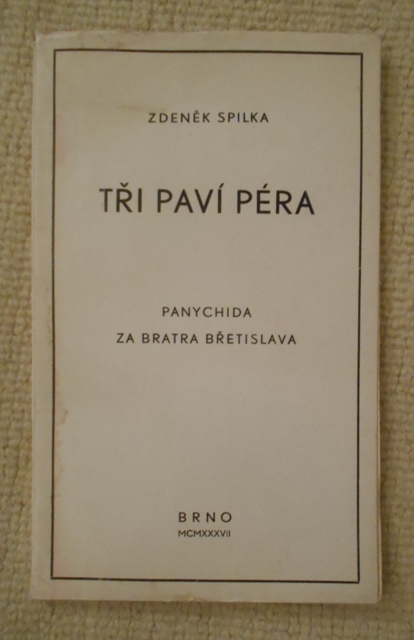 ZDENĚK SPILKA
TŘI PAVÍ PÉRA
PANYCHIDA
ZA BRATRA BŘETISLAVA
BRNO
MCMXXXVII